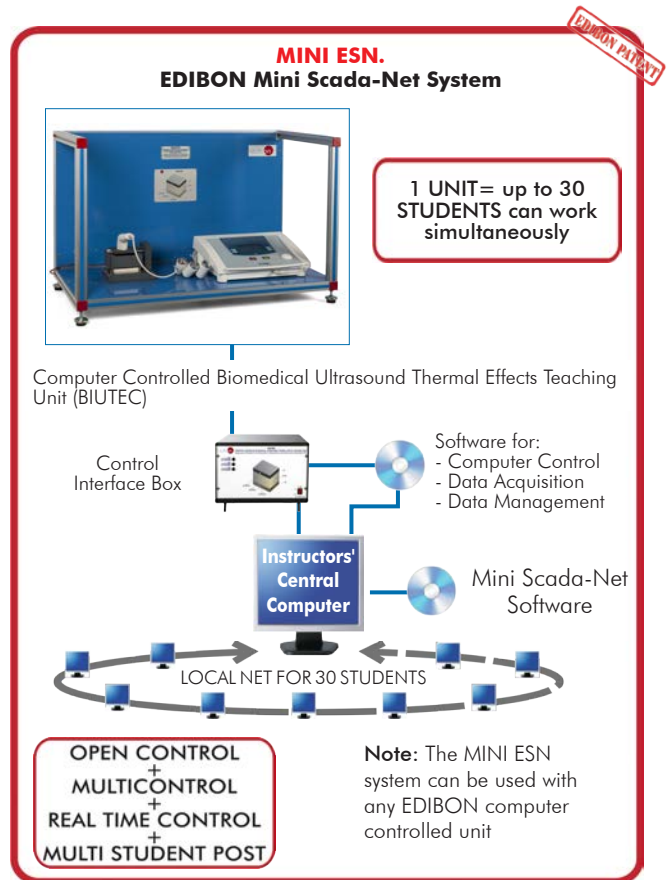 EDIBON PATENT
MINI ESN.
EDIBON Mini Scada-Net System
1 UNIT= up to 30
STUDENTS can work
simultaneously
Computer Controlled Biomedical Ultrasound Thermal Effects Teaching
Unit (BIUTEC)
Control
Interface Box
Software for:
- Computer Control
- Data Acquisition
- Data Management
Instructors'
Central
Computer
Mini Scada-Net
Software
LOCAL NET FOR 30 STUDENTS
OPEN CONTROL
+
MULTICONTROL
+
REAL TIME CONTROL
+
MULTI STUDENT POST
Note: The MINI ESN
system can be used with
any EDIBON computer
controlled unit